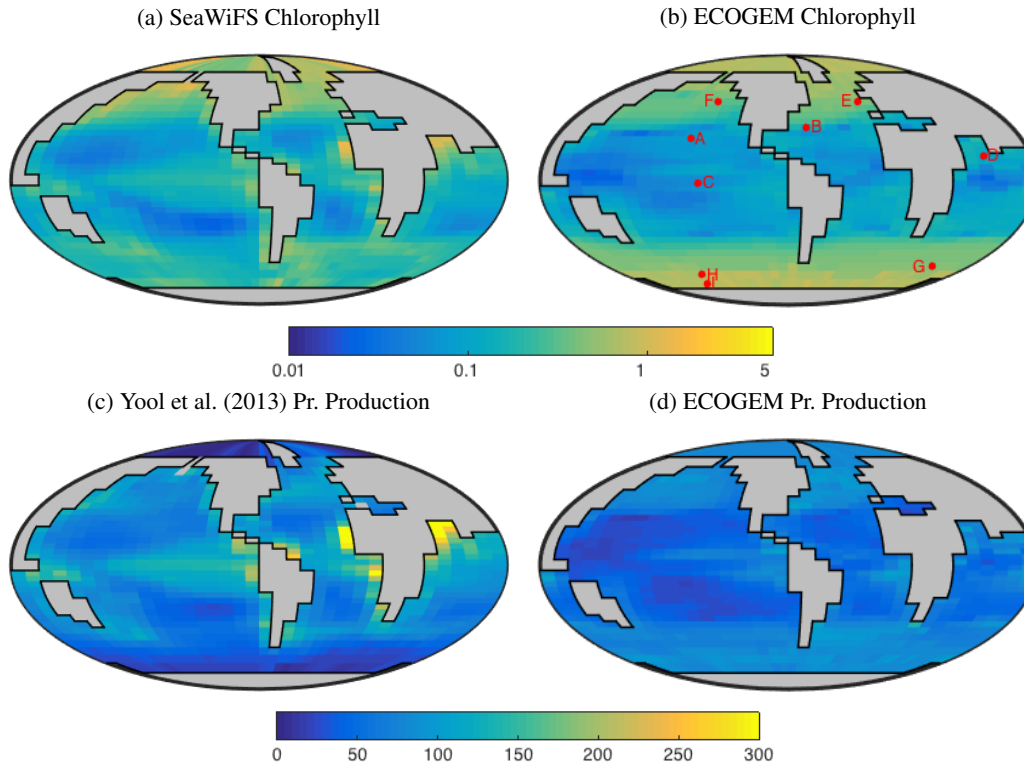 (a) SeaWiFS Chlorophyll
(b) ECOGEM Chlorophyll
F
E
B
A
D
C
G
H
I
0.01 0.1 1 5
(c) Yool et al. (2013) Pr. Production
(d) ECOGEM Pr. Production
0 50 100 150 200 250 300